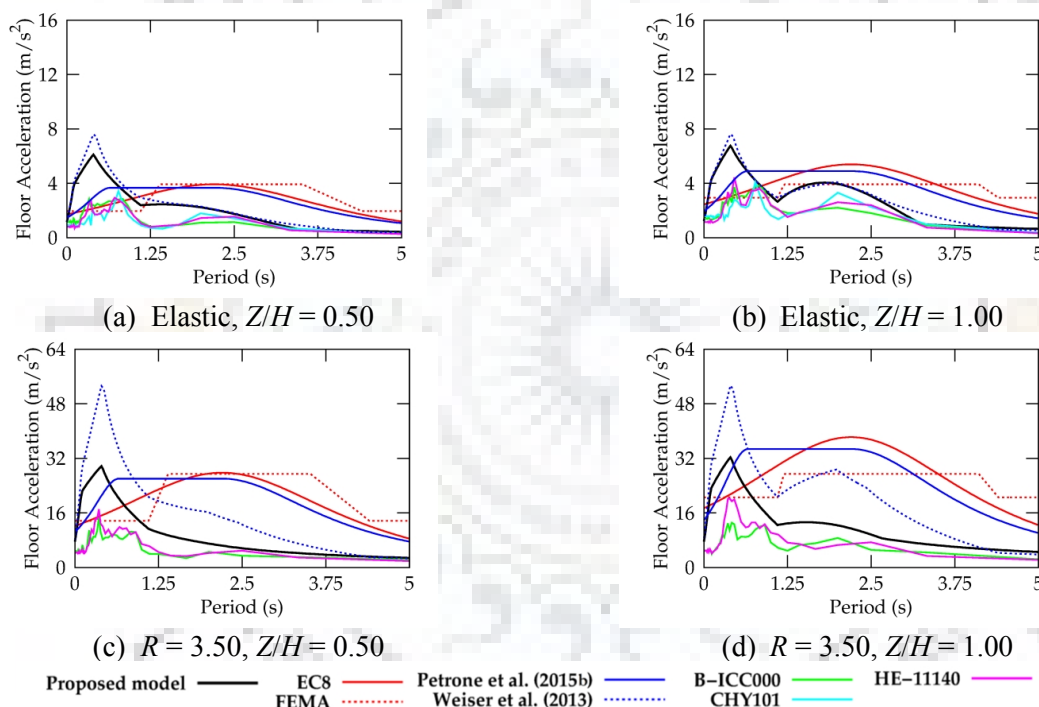 16
12
8
4
0
Floor Acceleration (m/s²)
0 1.25 2.5 3.75 5
Period (s)
(a) Elastic, Z/H = 0.50
16
12
8
4
0
Floor Acceleration (m/s²)
0 1.25 2.5 3.75 5
Period (s)
(b) Elastic, Z/H = 1.00
64
48
32
16
0
Floor Acceleration (m/s²)
0 1.25 2.5 3.75 5
Period (s)
(c) R = 3.50, Z/H = 0.50
64
48
32
16
0
Floor Acceleration (m/s²)
0 1.25 2.5 3.75 5
Period (s)
(d) R = 3.50, Z/H = 1.00
Proposed model EC8 Petrone et al. (2015b) B-ICC000 HE-11140
FEMA Weiser et al. (2013) CHY101